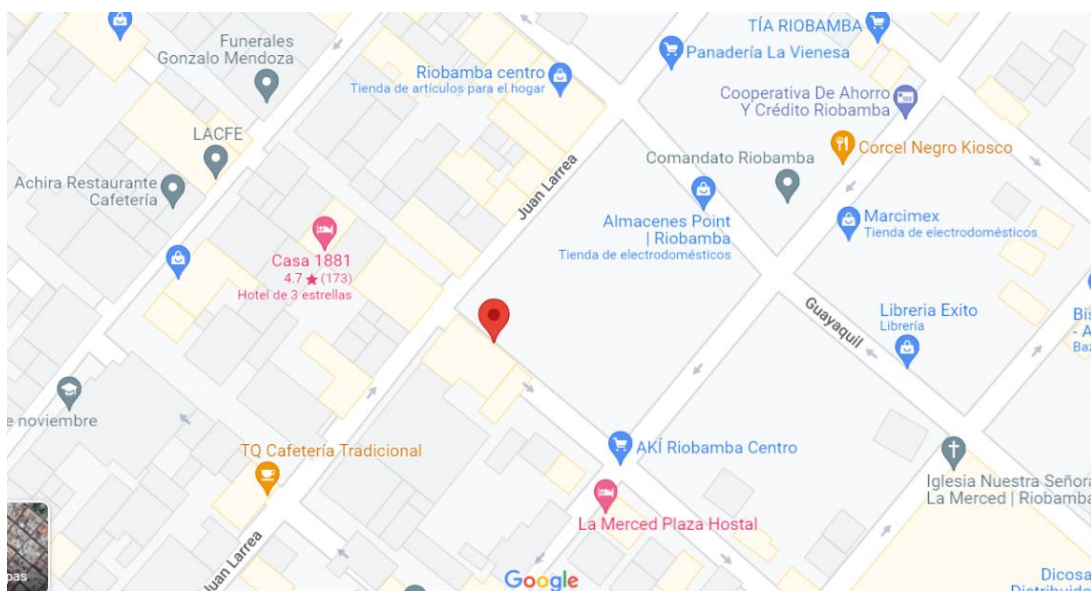 TÍA RIOBAMBA
Funerales
Gonzalo Mendoza
Panadería La Vienesa
Riobamba centro
Tienda de artículos para el hogar
Cooperativa De Ahorro
Y Crédito Riobamba
LACFE
Corcel Negro Kiosco
Comandato Riobamba
Achira Restaurante
Cafetería
Juan Larrea
Almacenes Point
| Riobamba
Tienda de electrodomésticos
Marcimex
Tienda de electrodomésticos
Casa 1881
4.7 ★ (173)
Hotel de 3 estrellas
Guayaquil
Libreria Exito
Librería
Bis
- A
Baz
e noviembre
TQ Cafetería Tradicional
AKÍ Riobamba Centro
Iglesia Nuestra Señora
La Merced | Riobamba
La Merced Plaza Hostal
Juan Larrea
pas
Google
Dicosa
Distribuido